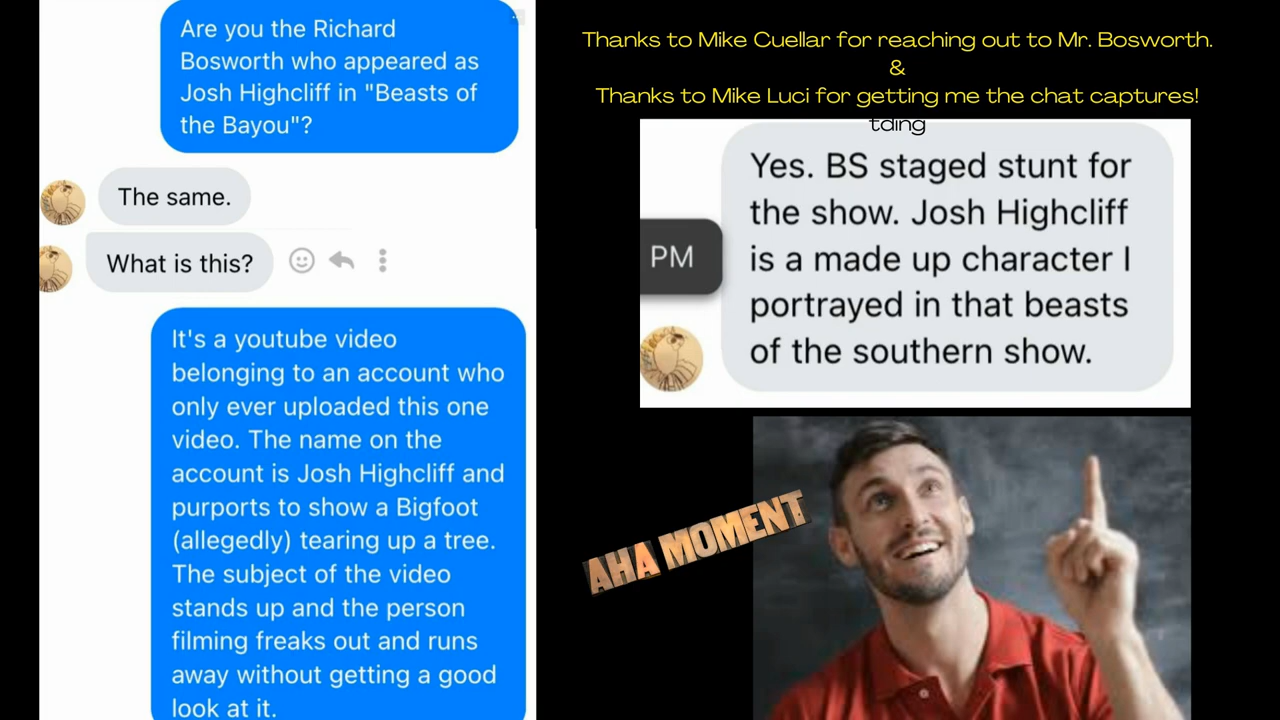 Are you the Richard
Bosworth who appeared as
Josh Highcliff in "Beasts of
the Bayou"?
The same.
What is this?
It's a youtube video
belonging to an account who
only ever uploaded this one
video. The name on the
account is Josh Highcliff and
purports to show a Bigfoot
(allegedly) tearing up a tree.
The subject of the video
stands up and the person
filming freaks out and runs
away without getting a good
look at it.
Thanks to Mike Cuellar for reaching out to Mr. Bosworth.
&
Thanks to Mike Luci for getting me the chat captures!
tding
Yes. BS staged stunt for
the show. Josh Highcliff
is a made up character I
portrayed in that beasts
of the southern show.
PM
AHA MOMENT